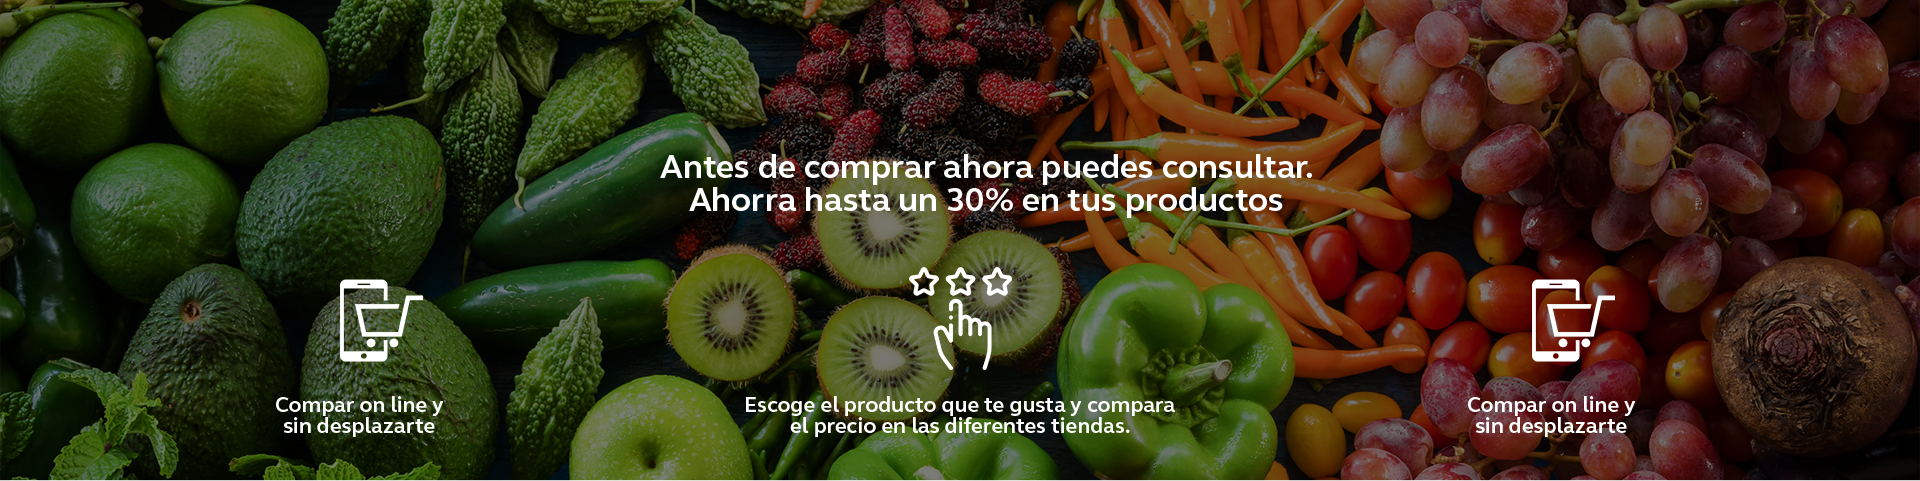 Antes de comprar ahora puedes consultar.
Ahorra hasta un 30% en tus productos
Compar on line y
sin desplazarte
Escoge el producto que te gusta y compara
el precio en las diferentes tiendas.
Compar on line y
sin desplazarte